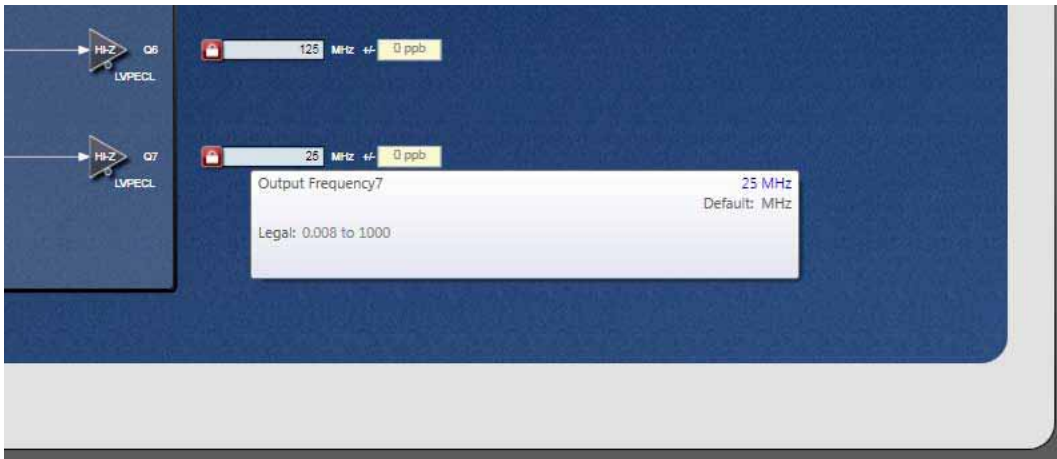 HI-Z Q6 125 MHz +/- 0 ppb
LVPECL
HI-Z Q7 25 MHz +/- 0 ppb
LVPECL
Output Frequency7 25 MHz
Default: MHz
Legal: 0.008 to 1000